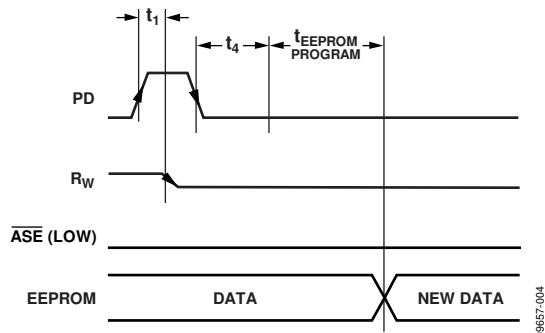 t1
t4
tEEPROM
PROGRAM
PD
RW
ASE (LOW)
EEPROM
DATA
NEW DATA
9657-004